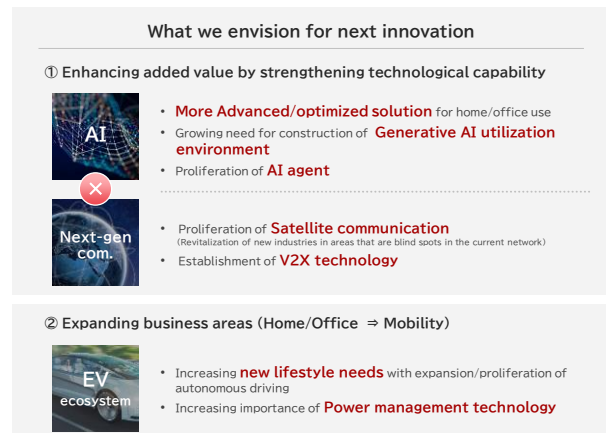 What we envision for next innovation
① Enhancing added value by strengthening technological capability
AI
• More Advanced/optimized solution for home/office use
• Growing need for construction of Generative AI utilization
environment
• Proliferation of AI agent
×
Next-gen
com.
• Proliferation of Satellite communication
(Revitalization of new industries in areas that are blind spots in the current network)
• Establishment of V2X technology
② Expanding business areas (Home/Office ⇒ Mobility)
EV
ecosystem
• Increasing new lifestyle needs with expansion/proliferation of
autonomous driving
• Increasing importance of Power management technology